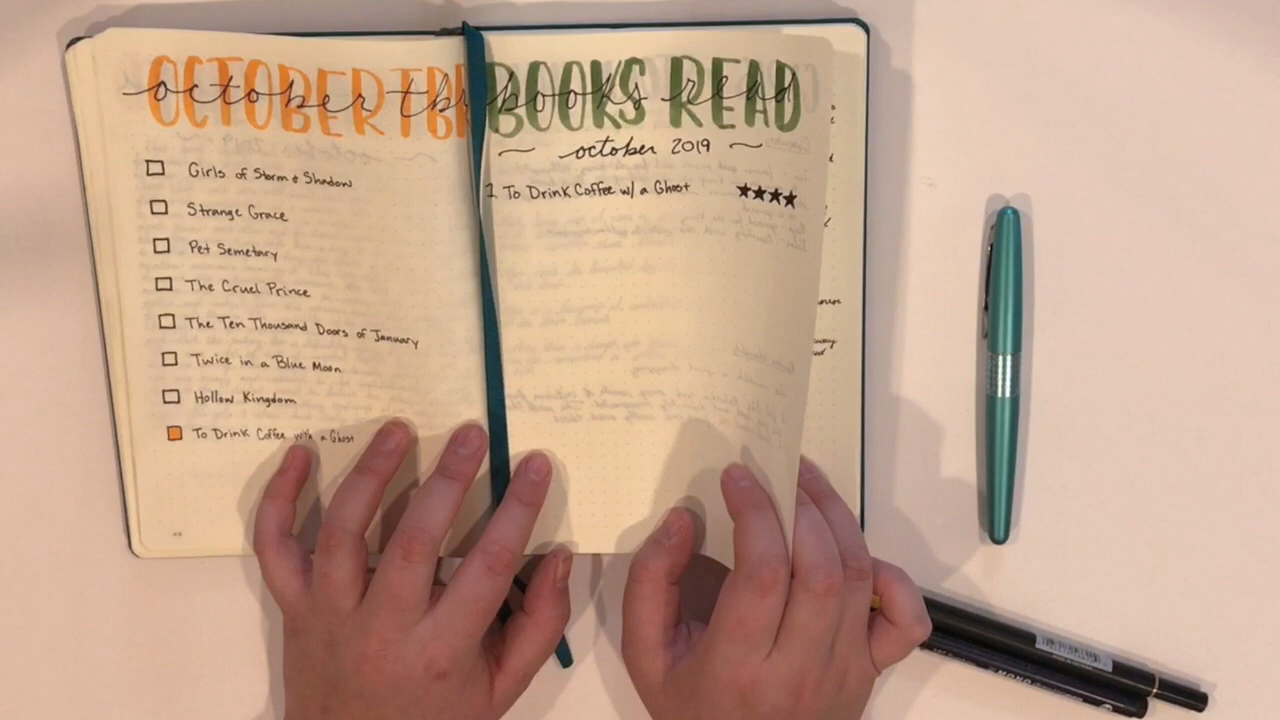 OCTOBER TBR
october tbr
Girls of Storm & Shadow
Strange Grace
Pet Semetary
The Cruel Prince
The Ten Thousand Doors of January
Twice in a Blue Moon
Hollow Kingdom
To Drink Coffee with a Ghost
BOOKS READ
books read
~ october 2019 ~
1 To Drink Coffee w/ a Ghost ★★★★
MONO